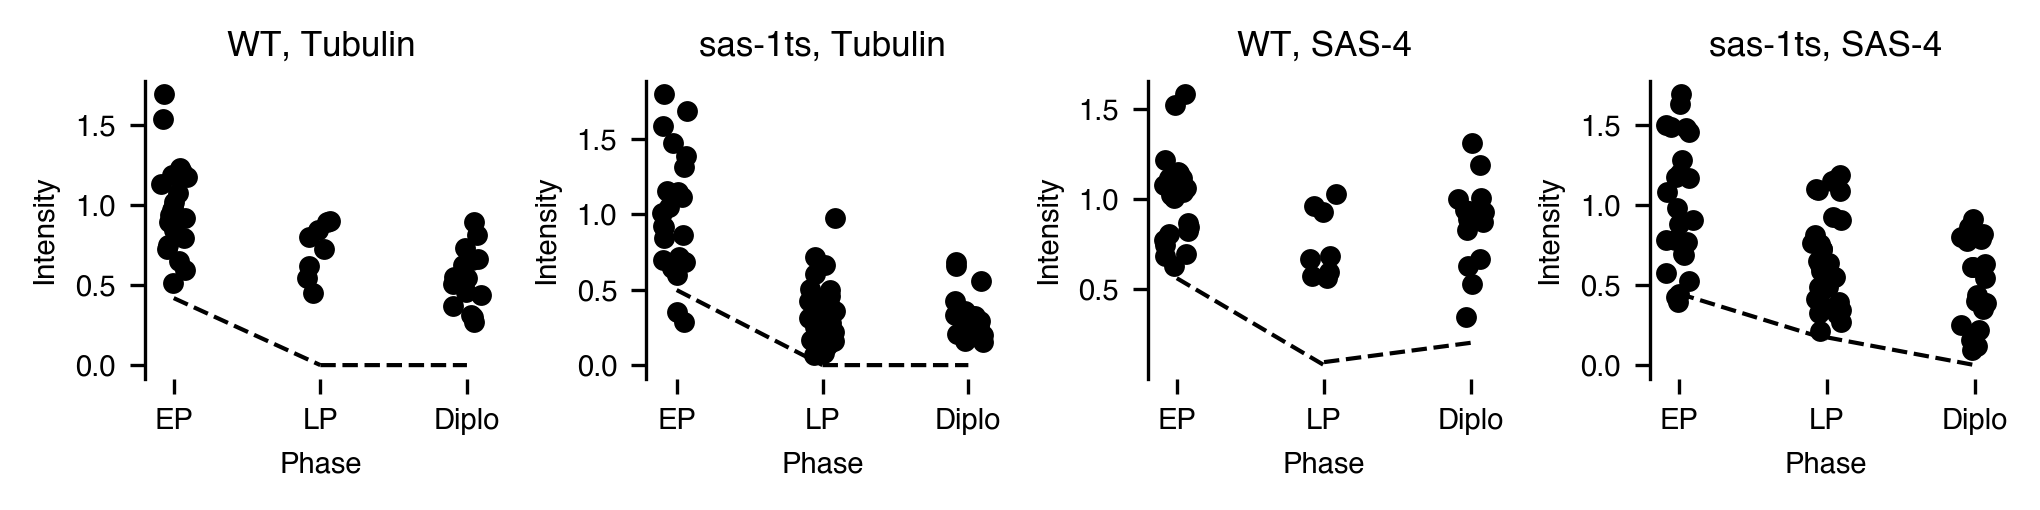 WT, Tubulin
Intensity
1.5
1.0
0.5
0.0
EP LP Diplo
Phase
sas-1ts, Tubulin
Intensity
1.5
1.0
0.5
0.0
EP LP Diplo
Phase
WT, SAS-4
Intensity
1.5
1.0
0.5
EP LP Diplo
Phase
sas-1ts, SAS-4
Intensity
1.5
1.0
0.5
0.0
EP LP Diplo
Phase